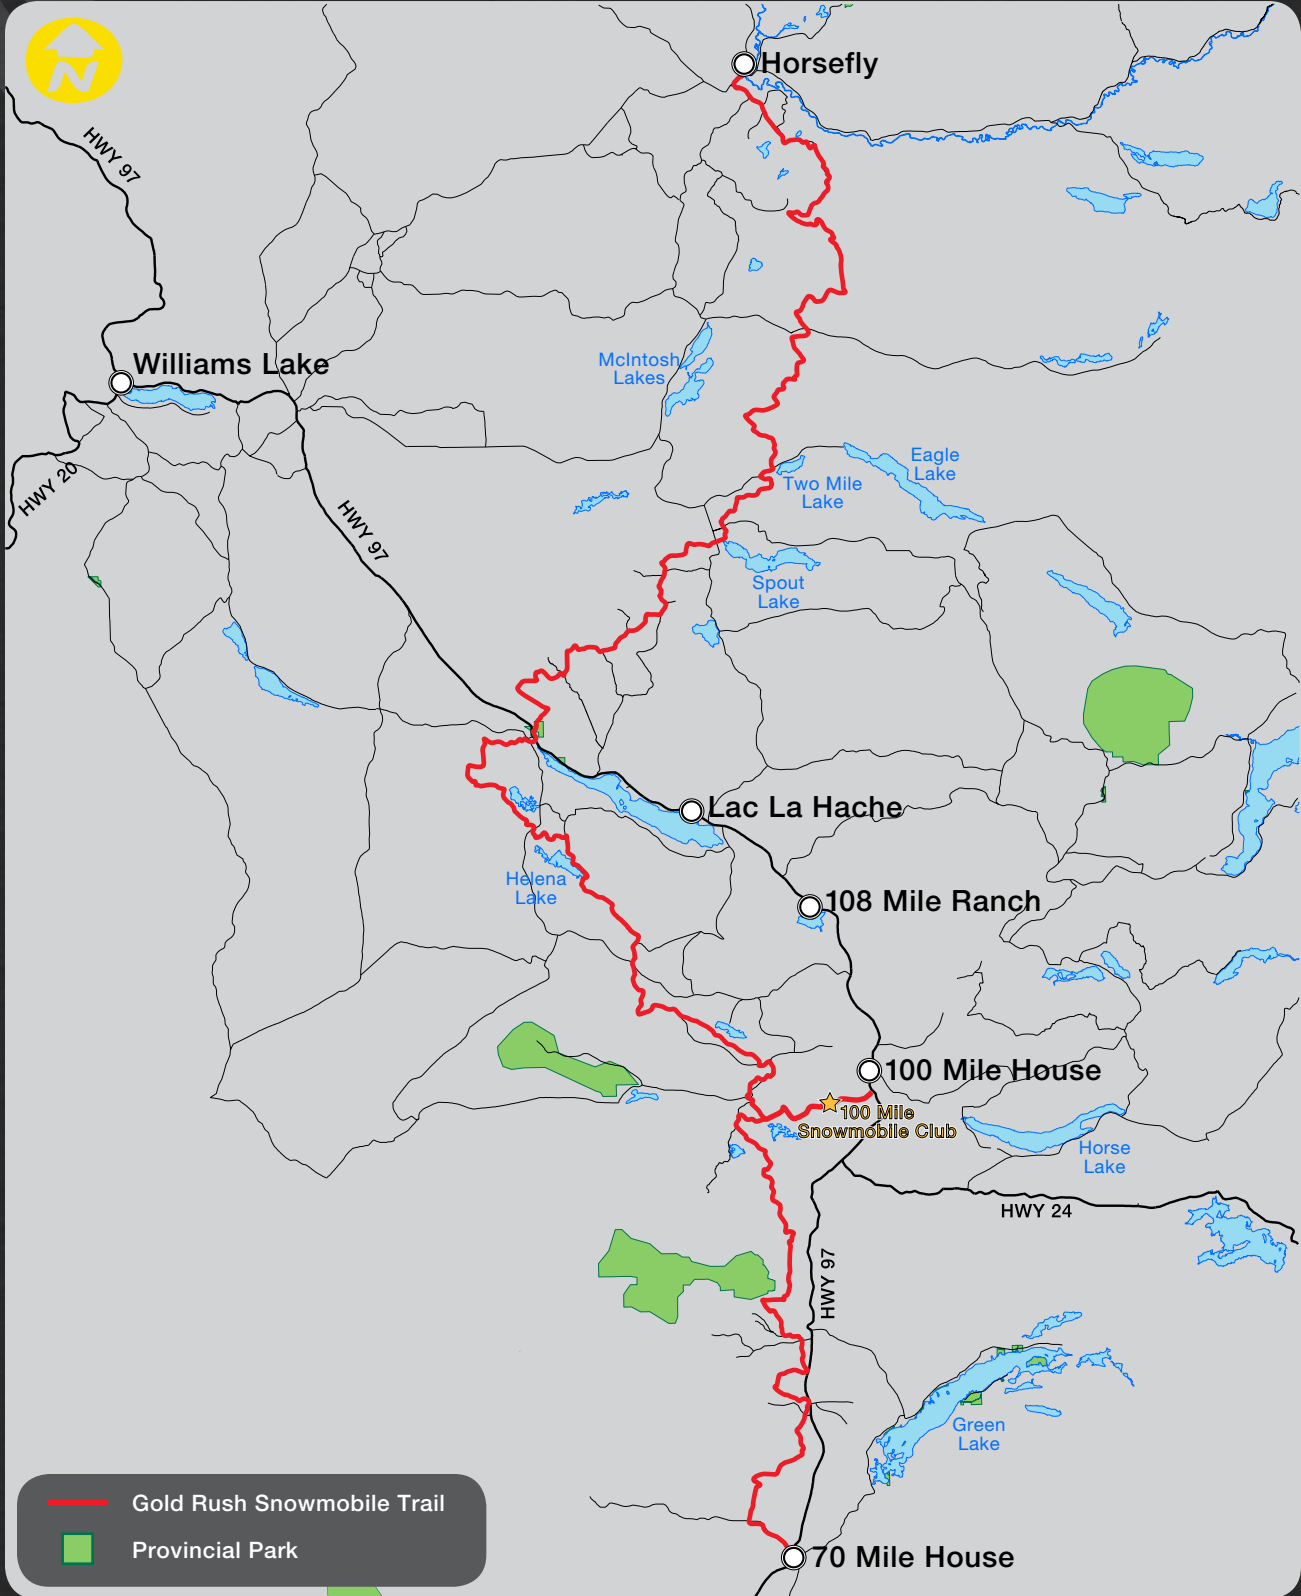 N
Horsefly
HWY 97
Williams Lake
McIntosh
Lakes
HWY 20
HWY 97
Eagle
Lake
Two Mile
Lake
Spout
Lake
Lac La Hache
Helena
Lake
108 Mile Ranch
100 Mile House
100 Mile
Snowmobile Club
Horse
Lake
HWY 24
HWY 97
Green
Lake
Gold Rush Snowmobile Trail
Provincial Park
70 Mile House